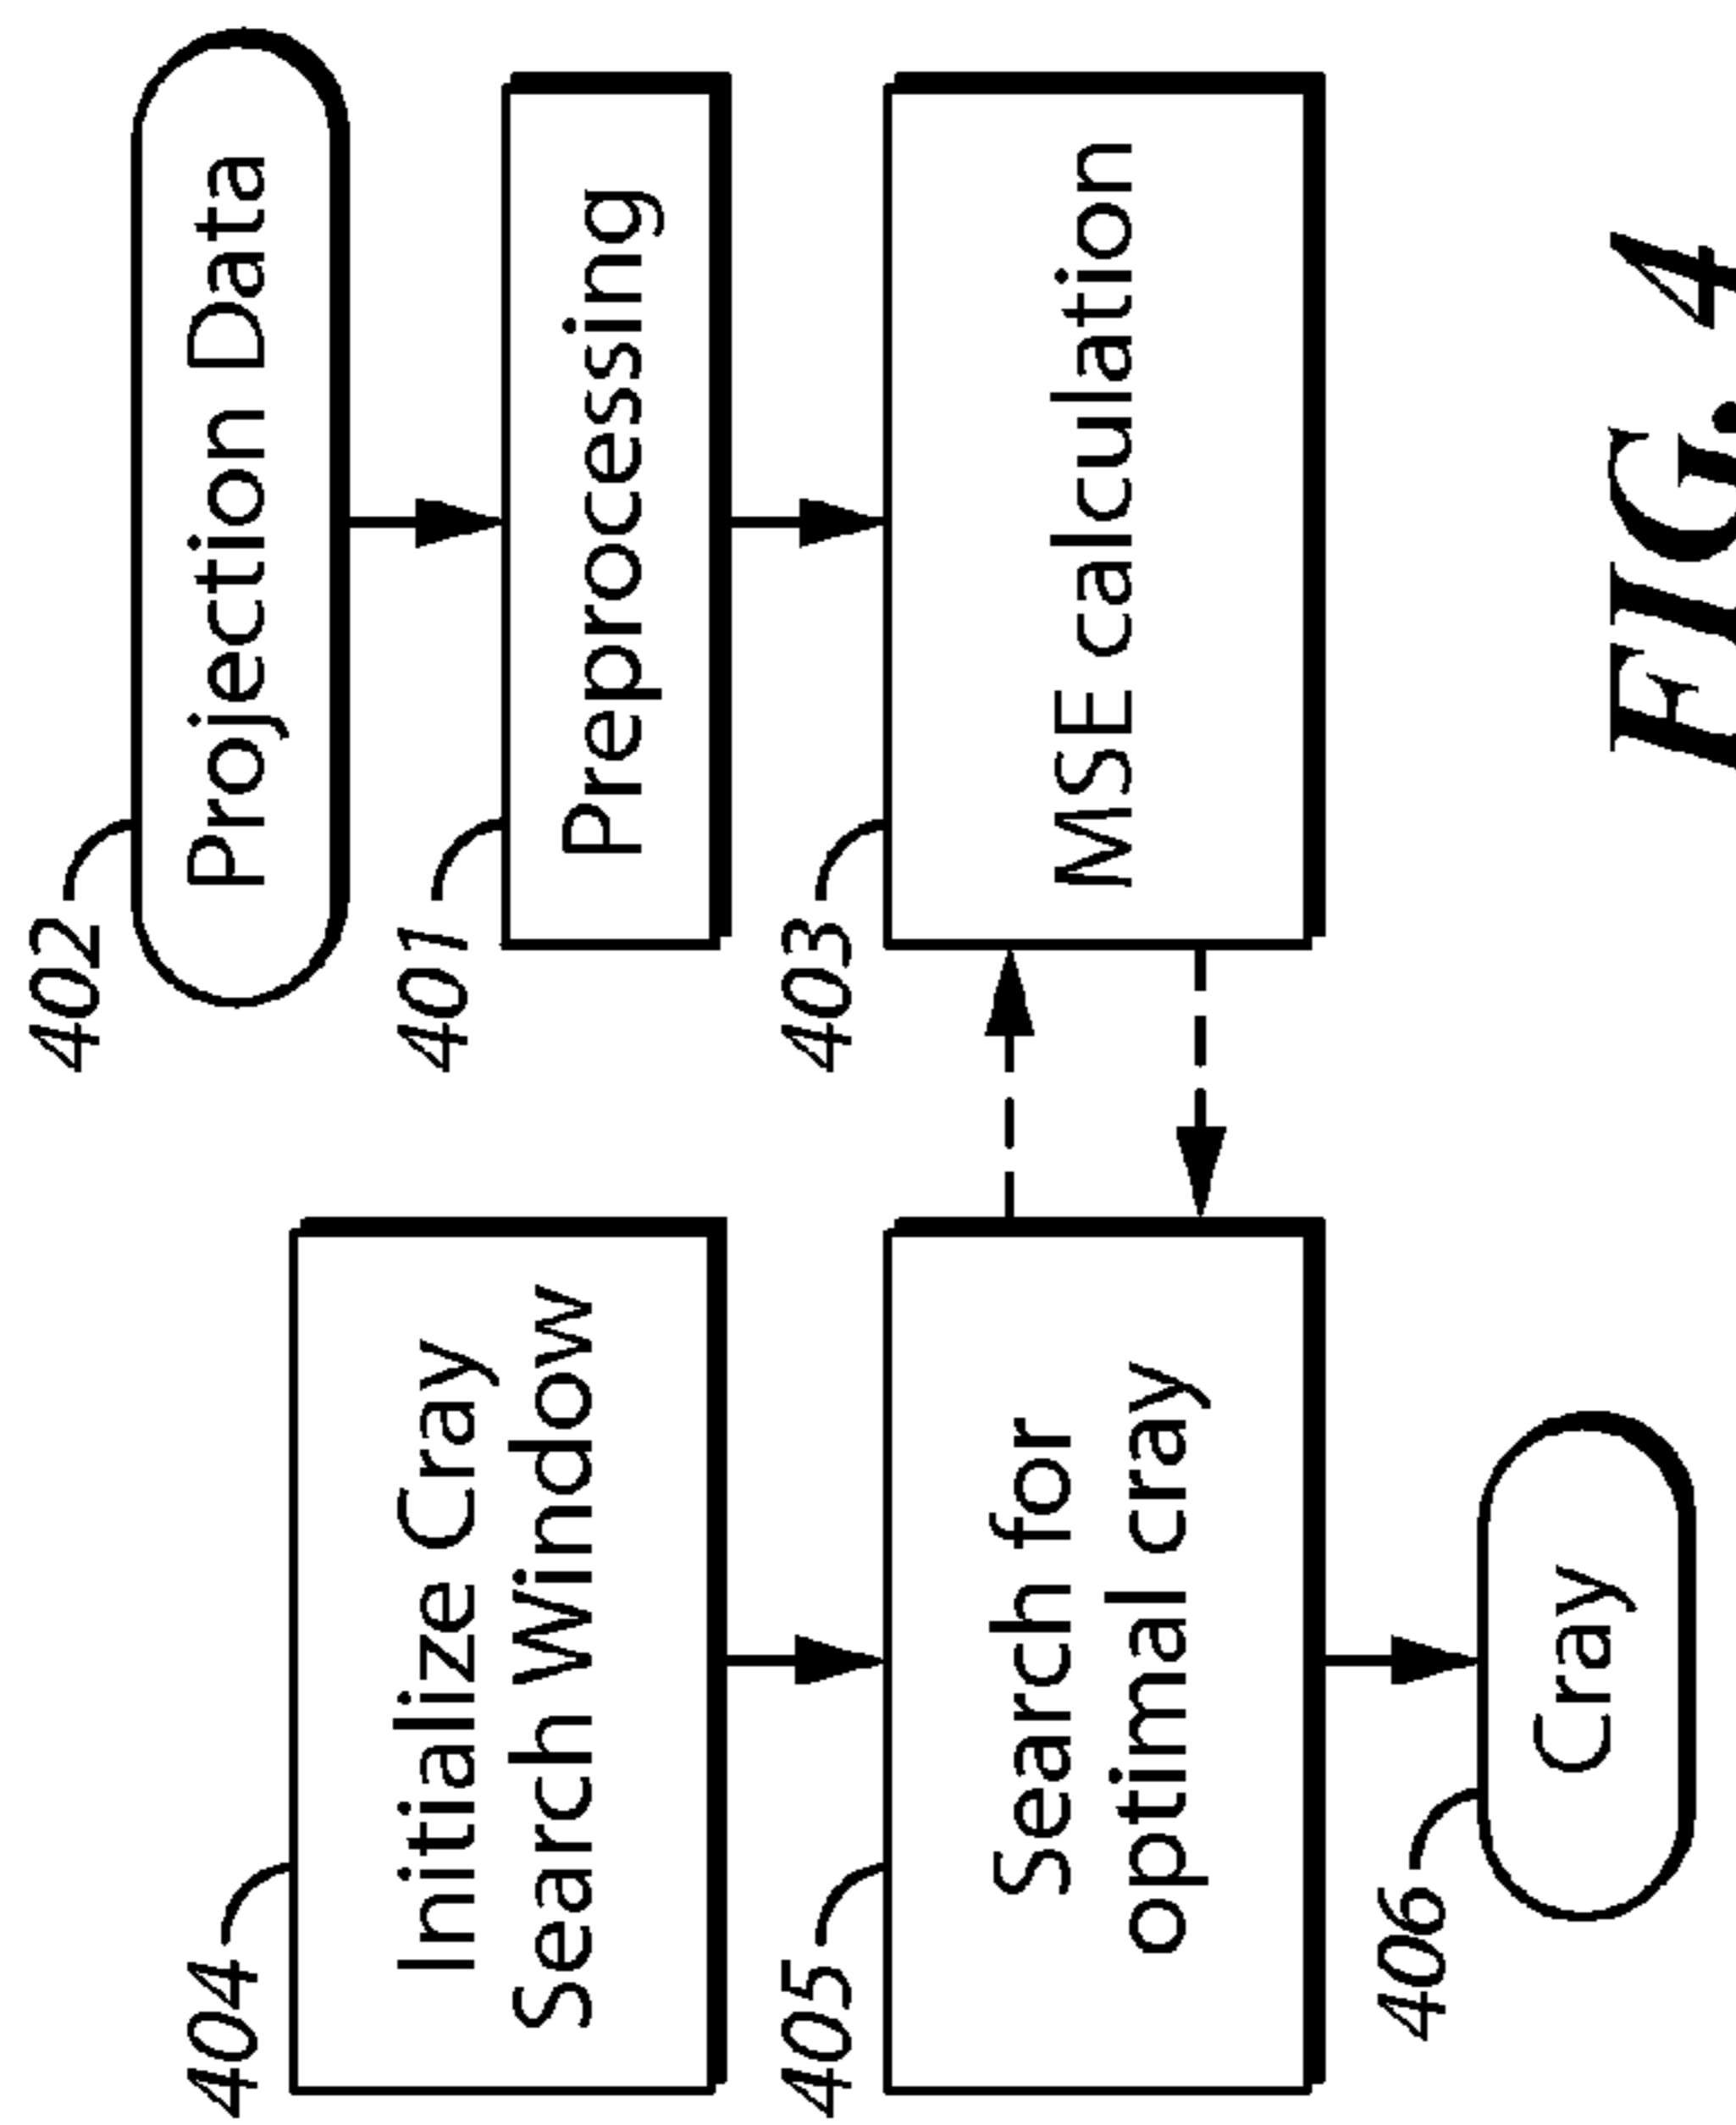 402
Projection Data
401
Preprocessing
403
MSE calculation
404
Initialize Cray
Search Window
405
Search for
optimal cray
406
Cray
FIG. 4